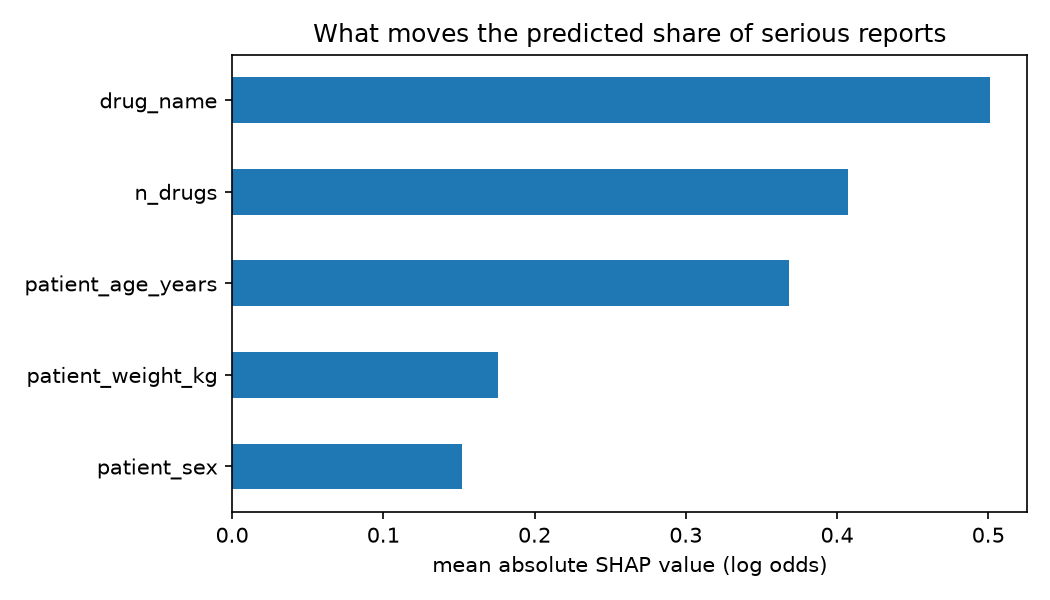 What moves the predicted share of serious reports
drug_name
n_drugs
patient_age_years
patient_weight_kg
patient_sex
0.0 0.1 0.2 0.3 0.4 0.5
mean absolute SHAP value (log odds)